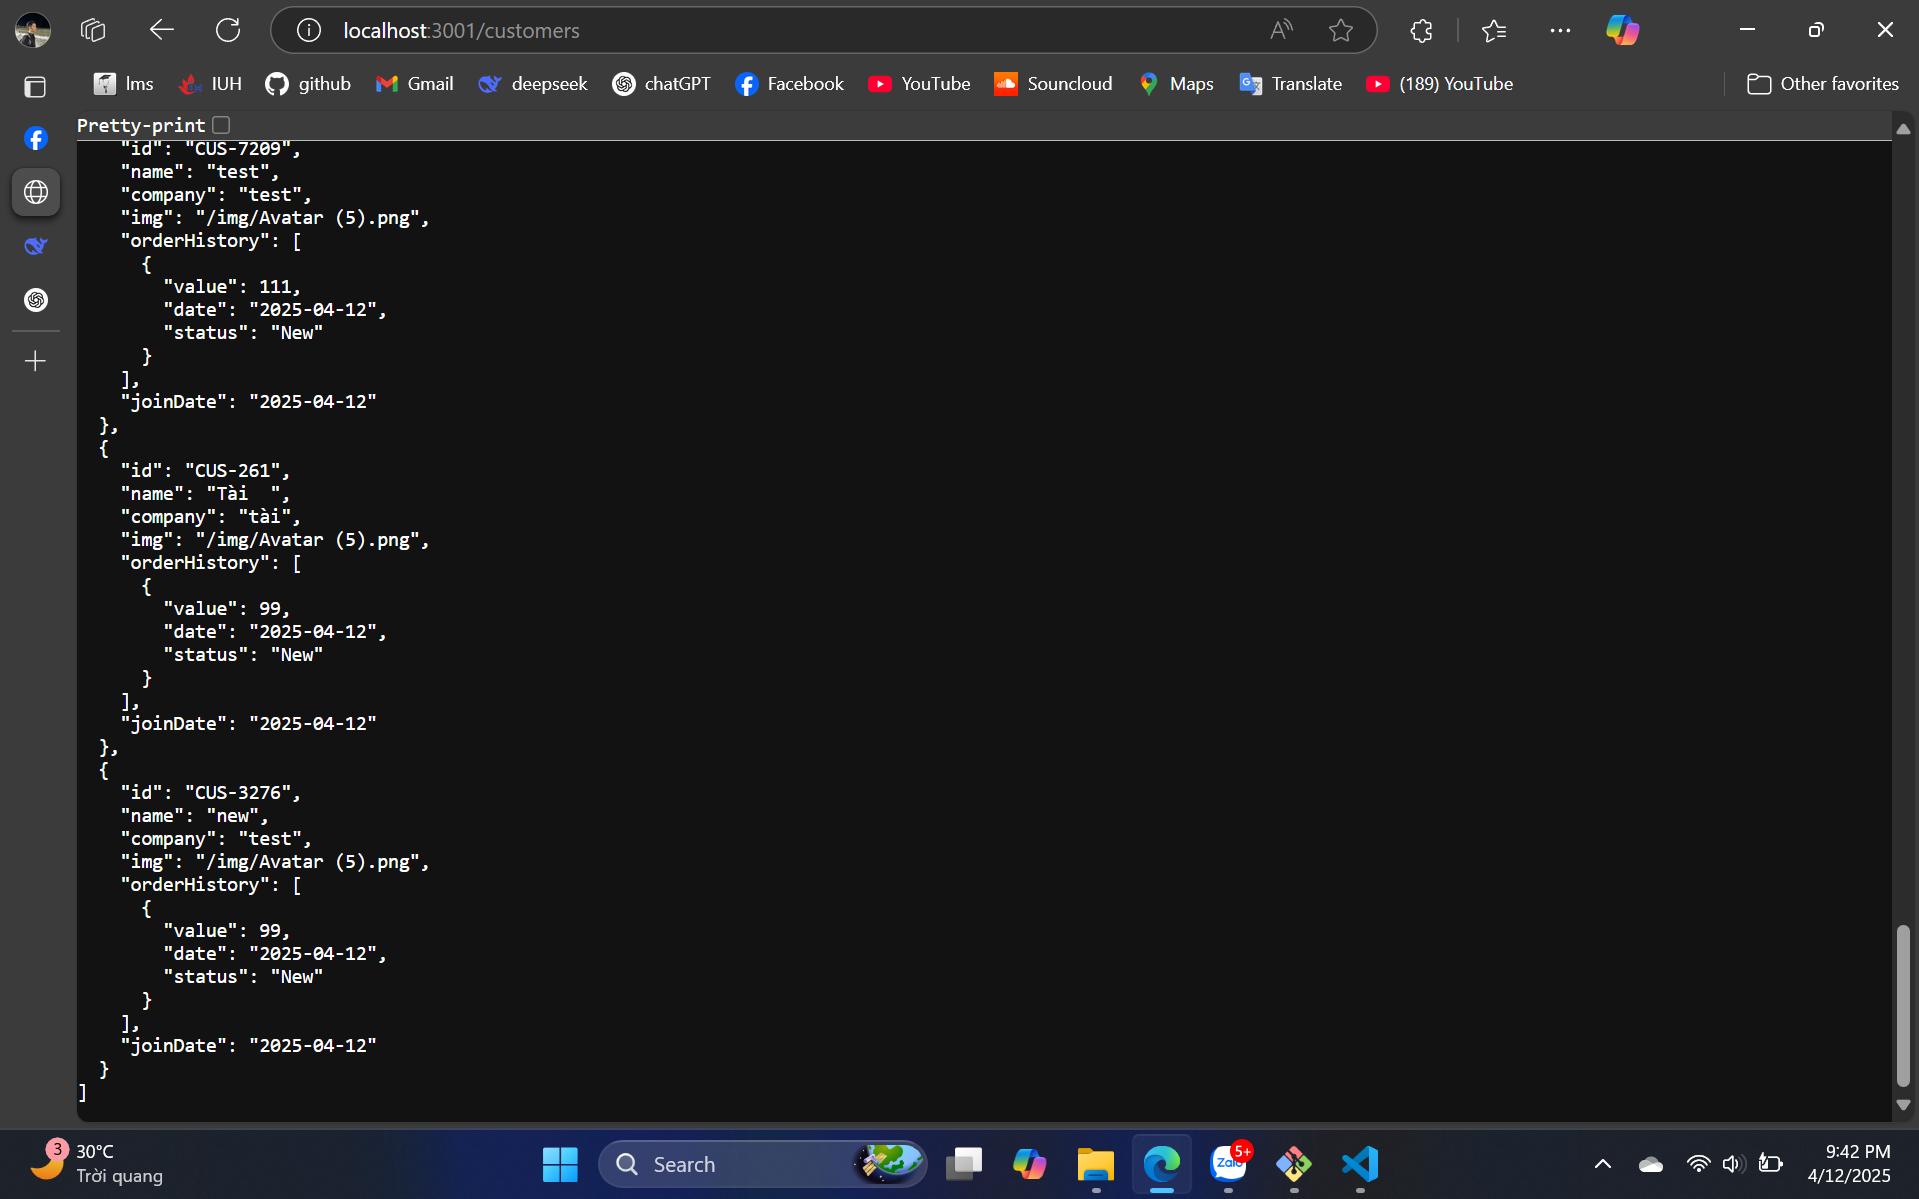 localhost:3001/customers
lms
IUH
github
Gmail
deepseek
chatGPT
Facebook
YouTube
Souncloud
Maps
Translate
(189) YouTube
Other favorites
Pretty-print
"id": "CUS-7209",
"name": "test",
"company": "test",
"img": "/img/Avatar (5).png",
"orderHistory": [
{
"value": 111,
"date": "2025-04-12",
"status": "New"
}
],
"joinDate": "2025-04-12"
},
{
"id": "CUS-261",
"name": "Tài  ",
"company": "tài",
"img": "/img/Avatar (5).png",
"orderHistory": [
{
"value": 99,
"date": "2025-04-12",
"status": "New"
}
],
"joinDate": "2025-04-12"
},
{
"id": "CUS-3276",
"name": "new",
"company": "test",
"img": "/img/Avatar (5).png",
"orderHistory": [
{
"value": 99,
"date": "2025-04-12",
"status": "New"
}
],
"joinDate": "2025-04-12"
}
]
3
30°C
Trời quang
Search
Zalo
5+
9:42 PM
4/12/2025